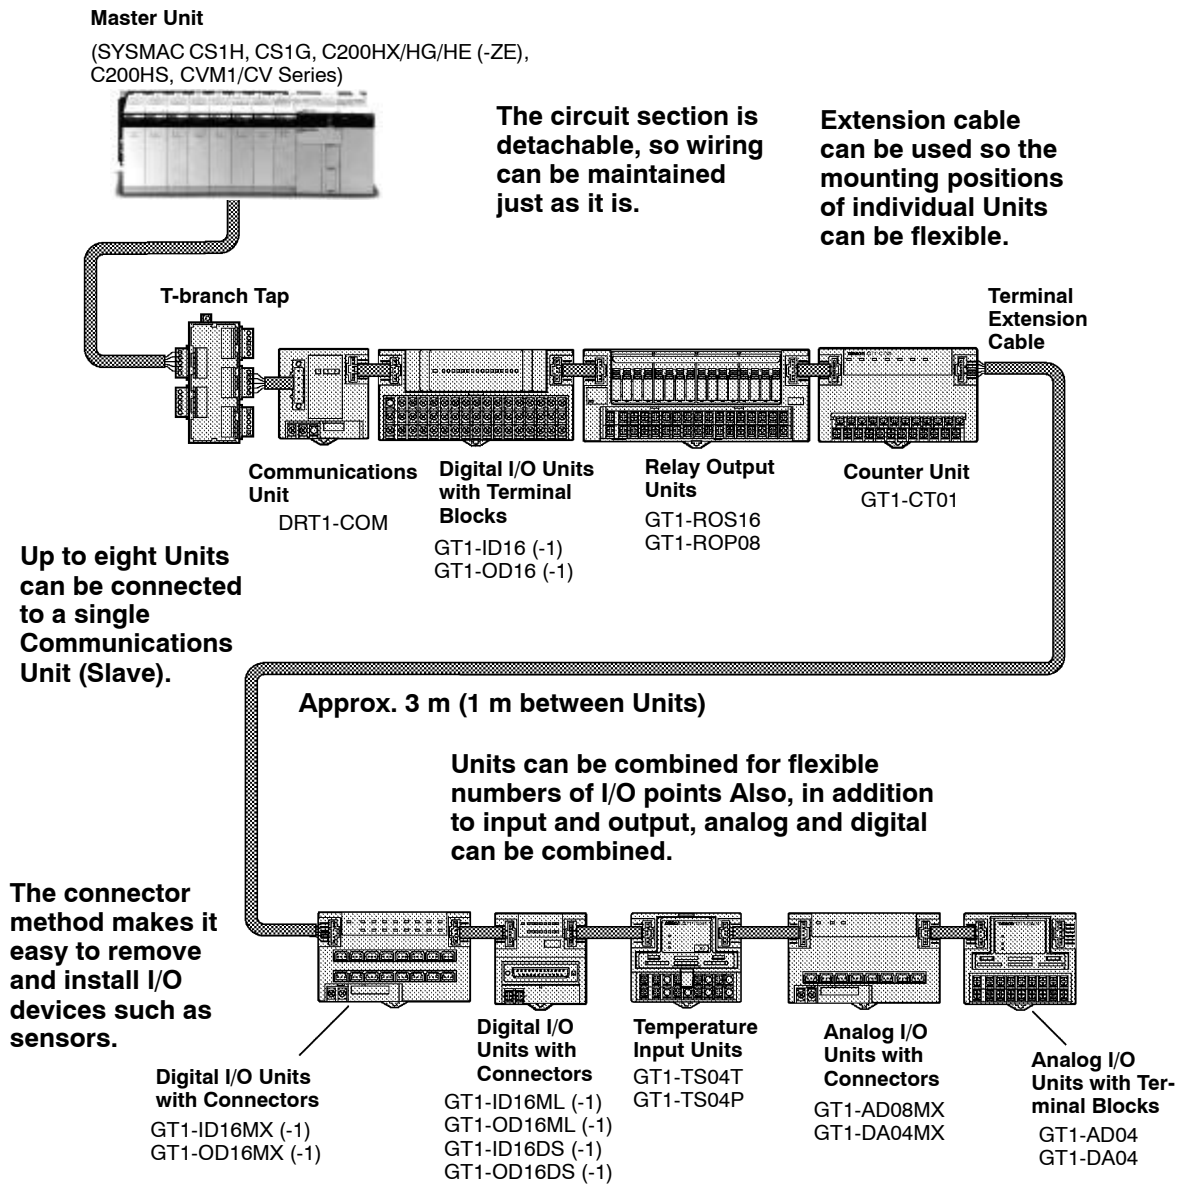 Master Unit
(SYSMAC CS1H, CS1G, C200HX/HG/HE (-ZE),
C200HS, CVM1/CV Series)
The circuit section is
detachable, so wiring
can be maintained
just as it is.
Extension cable
can be used so the
mounting positions
of individual Units
can be flexible.
T-branch Tap
Terminal
Extension
Cable
Communications
Unit
DRT1-COM
Digital I/O Units
with Terminal
Blocks
GT1-ID16 (-1)
GT1-OD16 (-1)
Relay Output
Units
GT1-ROS16
GT1-ROP08
Counter Unit
GT1-CT01
Up to eight Units
can be connected
to a single
Communications
Unit (Slave).
Approx. 3 m (1 m between Units)
Units can be combined for flexible
numbers of I/O points Also, in addition
to input and output, analog and digital
can be combined.
The connector
method makes it
easy to remove
and install I/O
devices such as
sensors.
Digital I/O Units
with Connectors
GT1-ID16MX (-1)
GT1-OD16MX (-1)
Digital I/O
Units with
Connectors
GT1-ID16ML (-1)
GT1-OD16ML (-1)
GT1-ID16DS (-1)
GT1-OD16DS (-1)
Temperature
Input Units
GT1-TS04T
GT1-TS04P
Analog I/O
Units with
Connectors
GT1-AD08MX
GT1-DA04MX
Analog I/O
Units with Ter-
minal Blocks
GT1-AD04
GT1-DA04